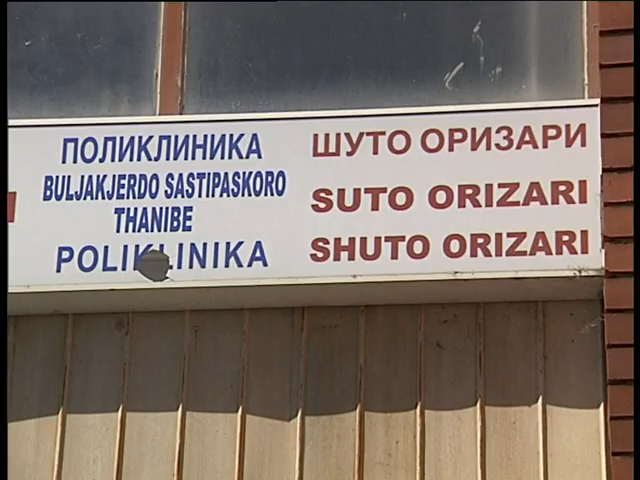 ПОЛИКЛИНИКА
BULJAKJERDO SASTIPASKORO
THANIBE
POLIKLINIKA
ШУТО ОРИЗАРИ
SUTO ORIZARI
SHUTO ORIZARI